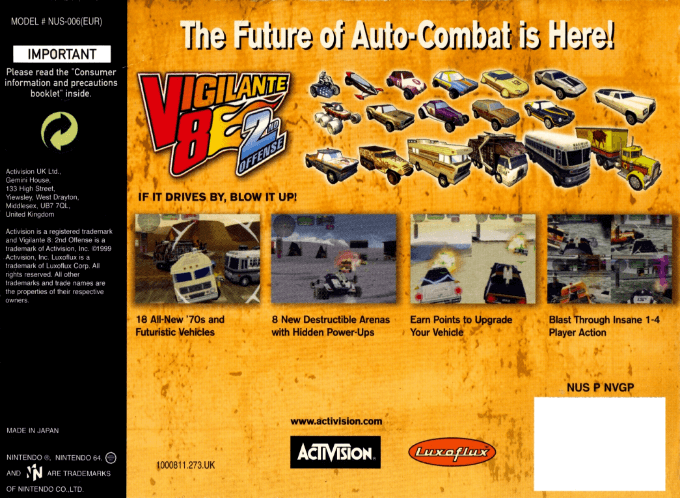 MODEL # NUS-006(EUR)
IMPORTANT
Please read the "Consumer
information and precautions
booklet" inside.
Activision UK Ltd.,
Gemini House,
133 High Street,
Yiewsley, West Drayton,
Middlesex, UB7 7QL,
United Kingdom
Activision is a registered trademark
and Vigilante 8: 2nd Offense is a
trademark of Activision, Inc. ©1999
Activision, Inc. Luxoflux is a
trademark of Luxoflux Corp. All
rights reserved. All other
trademarks and trade names are
the properties of their respective
owners.
MADE IN JAPAN
NINTENDO ®, NINTENDO 64,
AND N ARE TRADEMARKS
OF NINTENDO CO.,LTD.
The Future of Auto-Combat is Here!
VIGILANTE
8 2ND
OFFENSE
IF IT DRIVES BY, BLOW IT UP!
18 All-New '70s and
Futuristic Vehicles
8 New Destructible Arenas
with Hidden Power-Ups
Earn Points to Upgrade
Your Vehicle
Blast Through Insane 1-4
Player Action
NUS P NVGP
www.activision.com
1000811.273.UK
ACTIVISION.
Luxoflux